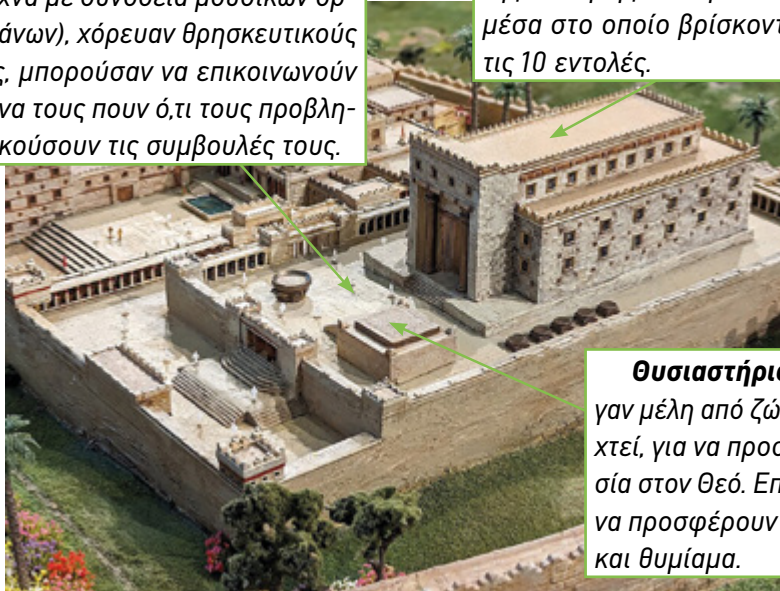 χνά με συνοδεία μουσικών ορ-
άνων), χόρευαν θρησκευτικούς
ς, μπορούσαν να επικοινωνούν
να τους πουν ό,τι τους προβλη-
κούσουν τις συμβουλές τους.
μέσα στο οποίο βρίσκοντ
τις 10 εντολές.
Θυσιαστήριο
γαν μέλη από ζώ
χτεί, για να προσ
σία στον Θεό. Επ
να προσφέρουν
και θυμίαμα.